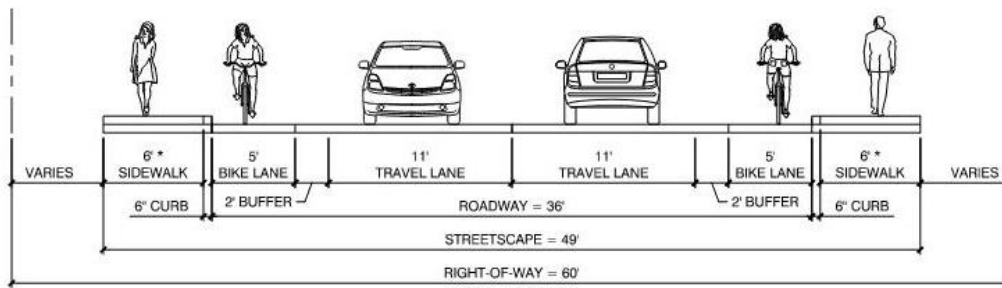 6' * 5' 11' 11' 5' 6' *
VARIES SIDEWALK BIKE LANE TRAVEL LANE TRAVEL LANE BIKE LANE SIDEWALK VARIES
6" CURB 2' BUFFER ROADWAY = 36' 2' BUFFER 6" CURB
STREETSCAPE = 49'
RIGHT-OF-WAY = 60'